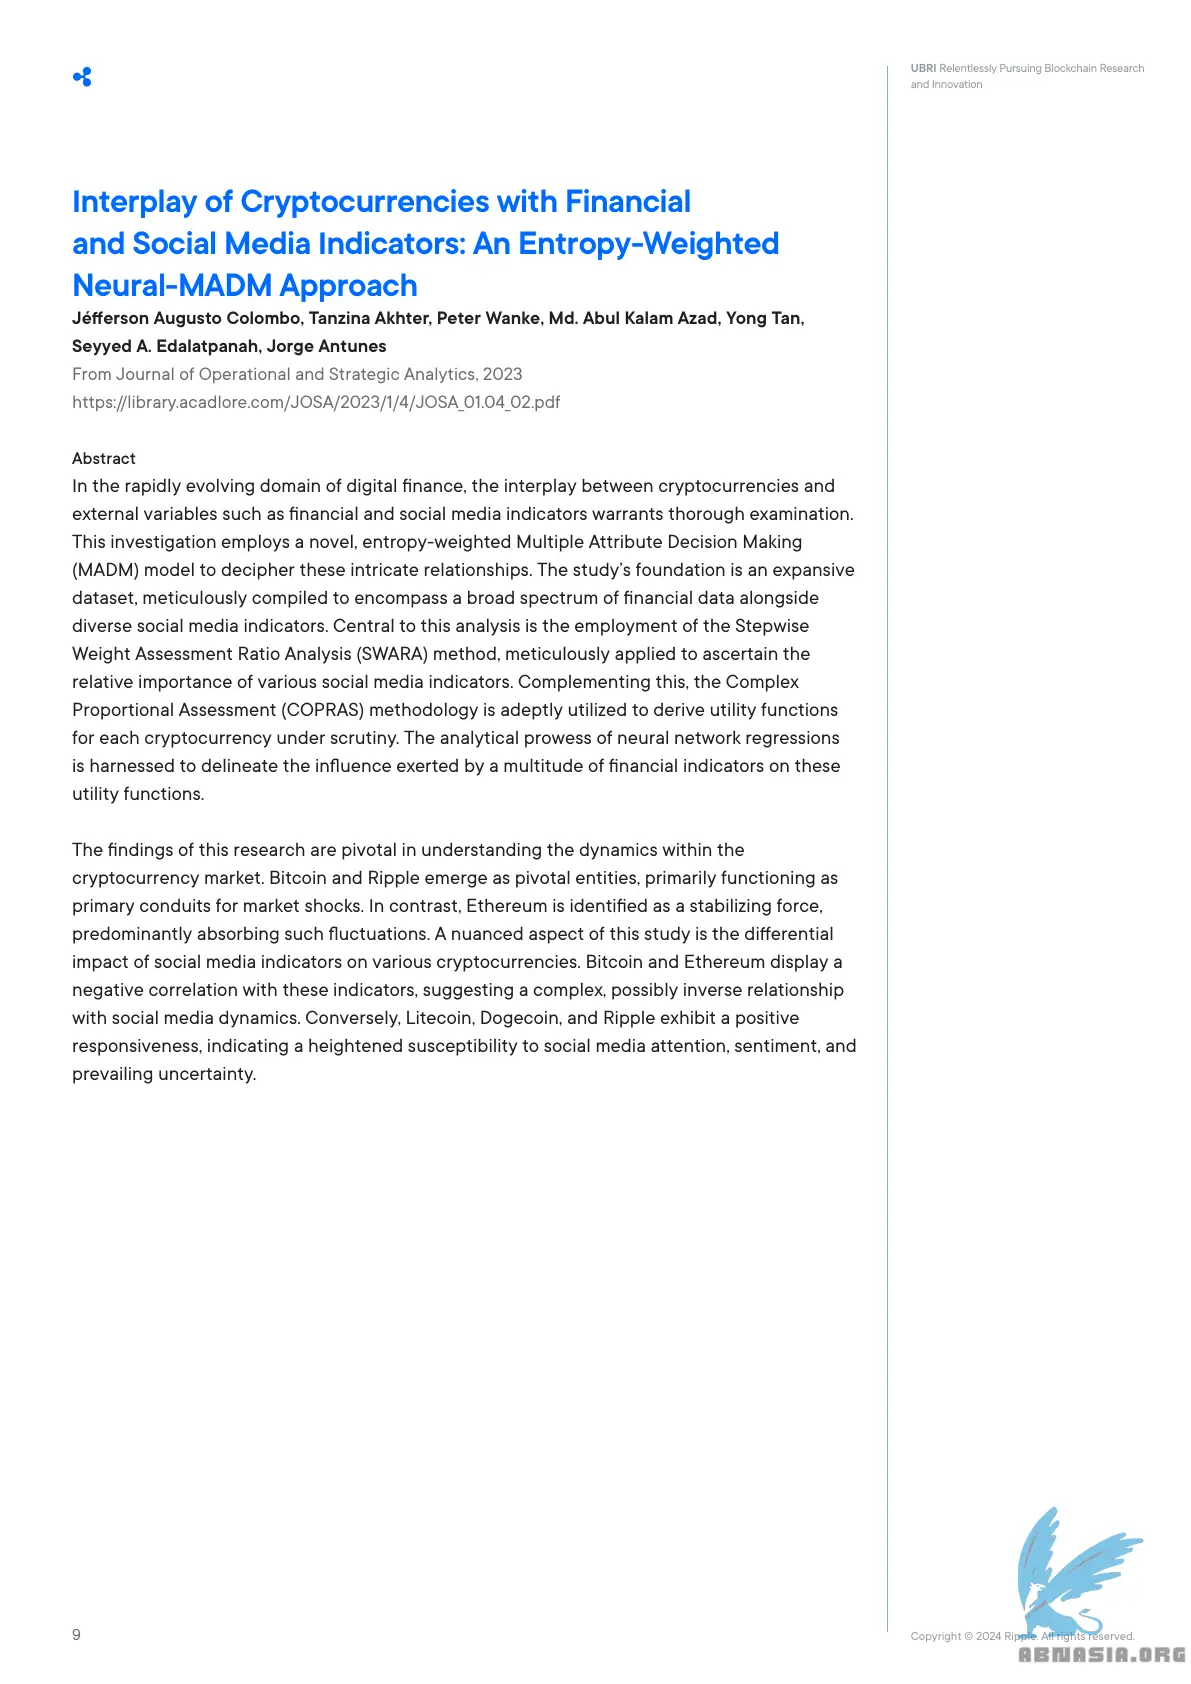 UBRI Relentlessly Pursuing Blockchain Research
and Innovation
Interplay of Cryptocurrencies with Financial
and Social Media Indicators: An Entropy-Weighted
Neural-MADM Approach
Jéfferson Augusto Colombo, Tanzina Akhter, Peter Wanke, Md. Abul Kalam Azad, Yong Tan,
Seyyed A. Edalatpanah, Jorge Antunes
From Journal of Operational and Strategic Analytics, 2023
https://library.acadlore.com/JOSA/2023/1/4/JOSA_01.04_02.pdf
Abstract
In the rapidly evolving domain of digital finance, the interplay between cryptocurrencies and
external variables such as financial and social media indicators warrants thorough examination.
This investigation employs a novel, entropy-weighted Multiple Attribute Decision Making
(MADM) model to decipher these intricate relationships. The study’s foundation is an expansive
dataset, meticulously compiled to encompass a broad spectrum of financial data alongside
diverse social media indicators. Central to this analysis is the employment of the Stepwise
Weight Assessment Ratio Analysis (SWARA) method, meticulously applied to ascertain the
relative importance of various social media indicators. Complementing this, the Complex
Proportional Assessment (COPRAS) methodology is adeptly utilized to derive utility functions
for each cryptocurrency under scrutiny. The analytical prowess of neural network regressions
is harnessed to delineate the influence exerted by a multitude of financial indicators on these
utility functions.
The findings of this research are pivotal in understanding the dynamics within the
cryptocurrency market. Bitcoin and Ripple emerge as pivotal entities, primarily functioning as
primary conduits for market shocks. In contrast, Ethereum is identified as a stabilizing force,
predominantly absorbing such fluctuations. A nuanced aspect of this study is the differential
impact of social media indicators on various cryptocurrencies. Bitcoin and Ethereum display a
negative correlation with these indicators, suggesting a complex, possibly inverse relationship
with social media dynamics. Conversely, Litecoin, Dogecoin, and Ripple exhibit a positive
responsiveness, indicating a heightened susceptibility to social media attention, sentiment, and
prevailing uncertainty.
9
Copyright © 2024 Ripple. All rights reserved.
ABNASIA.ORG